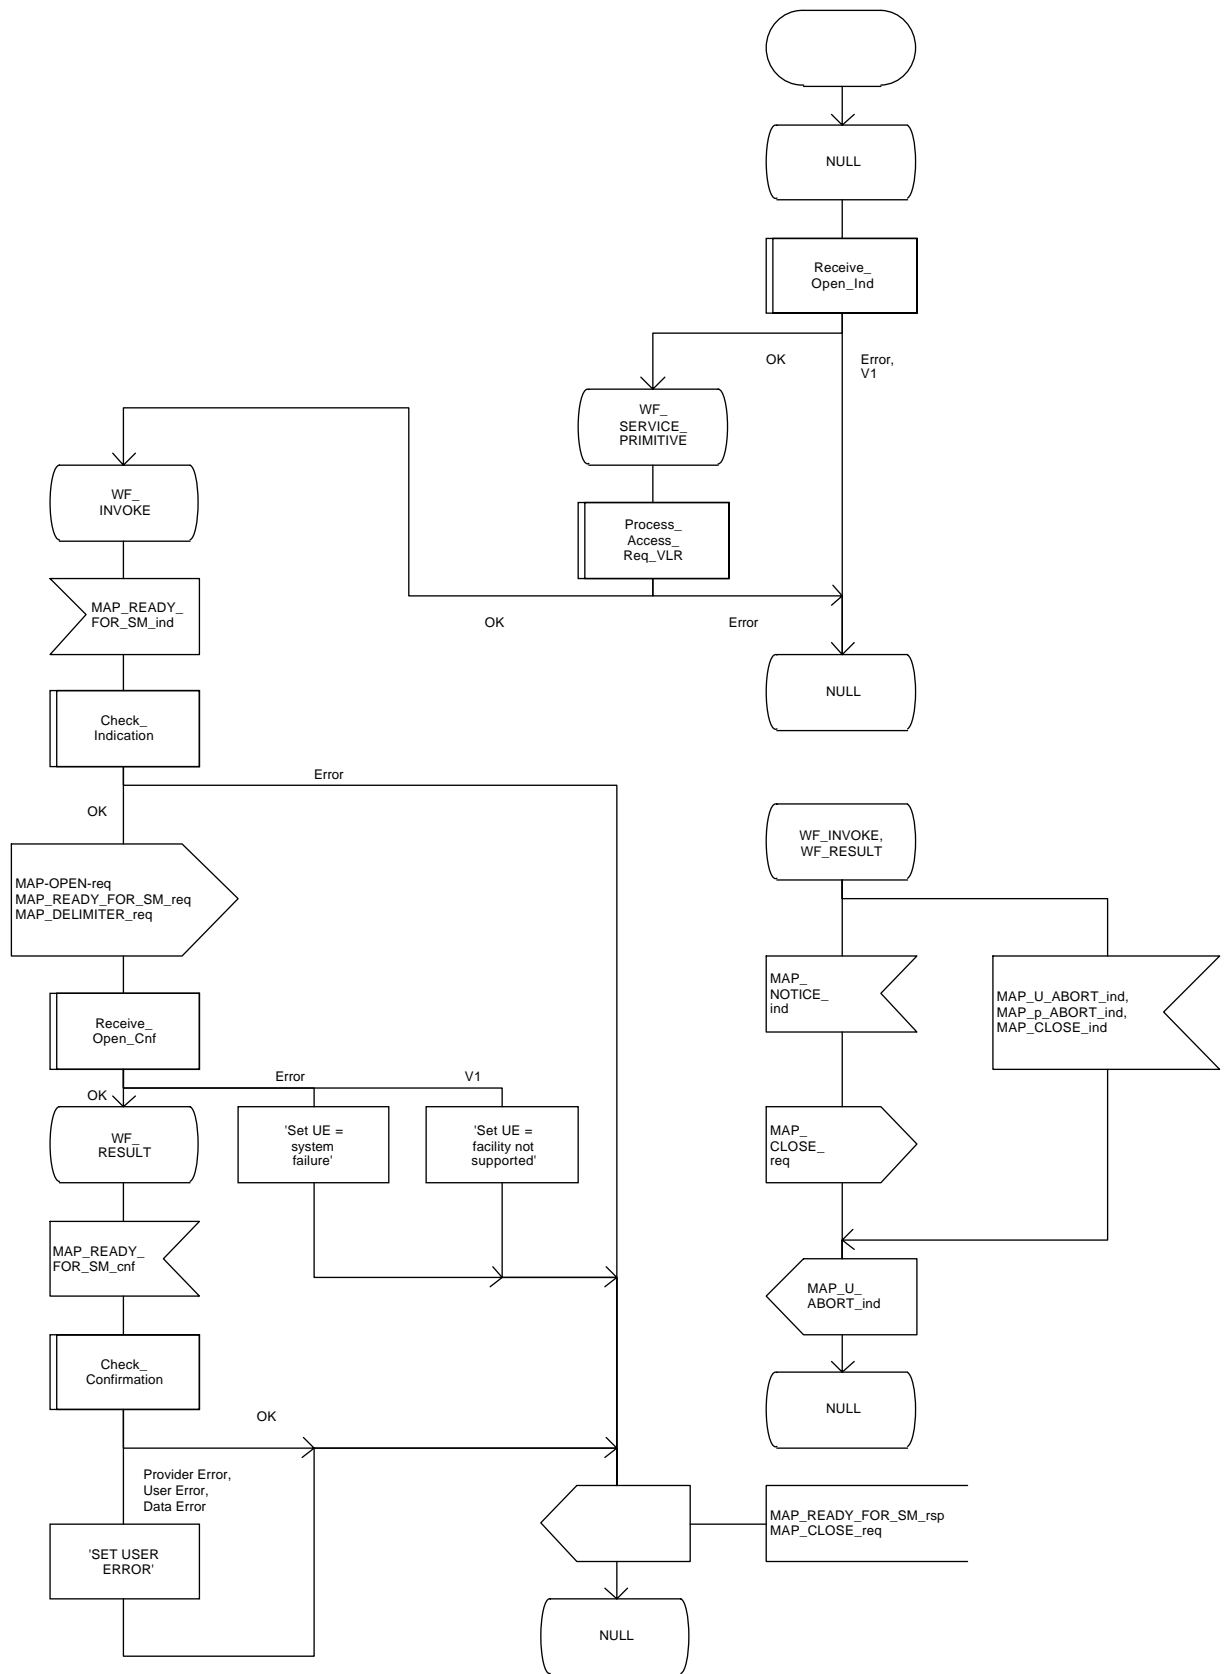 NULL
Receive_
Open_Ind
OK
Error,
V1
WF_
SERVICE_
PRIMITIVE
WF_
INVOKE
Process_
Access_
Req_VLR
MAP_READY_
FOR_SM_ind
OK
Error
NULL
Check_
Indication
Error
OK
WF_INVOKE,
WF_RESULT
MAP-OPEN-req
MAP_READY_FOR_SM_req
MAP_DELIMITER_req
MAP_
NOTICE_
ind
MAP_U_ABORT_ind,
MAP_p_ABORT_ind,
MAP_CLOSE_ind
Receive_
Open_Cnf
Error
V1
OK
WF_
RESULT
'Set UE =
system
failure'
'Set UE =
facility not
supported'
MAP_
CLOSE_
req
MAP_READY_
FOR_SM_cnf
MAP_U_
ABORT_ind
Check_
Confirmation
NULL
OK
Provider Error,
User Error,
Data Error
MAP_READY_FOR_SM_rsp
MAP_CLOSE_req
'SET USER
ERROR'
NULL